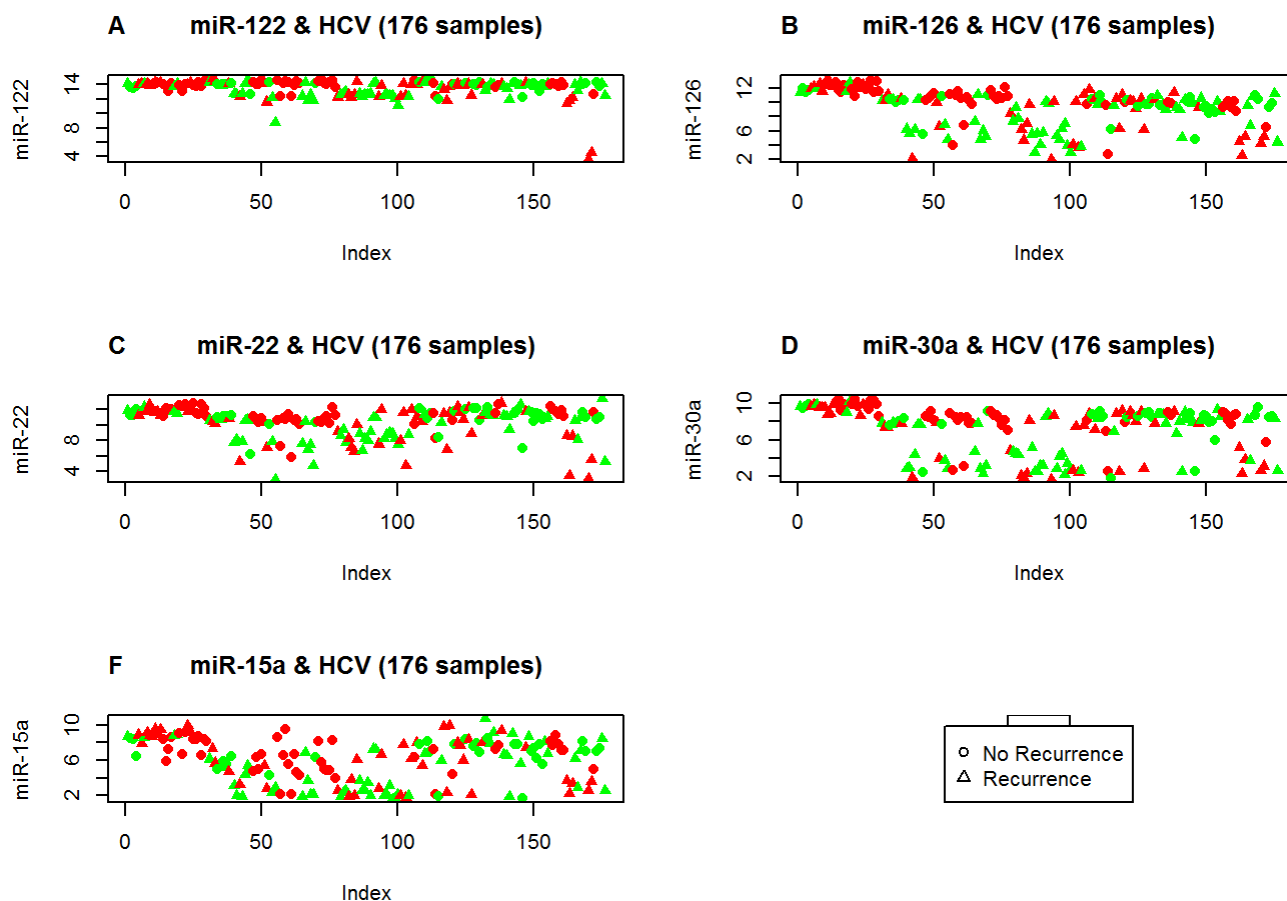 A miR-122 & HCV (176 samples)
miR-122
14
8
4
0 50 100 150
Index
B miR-126 & HCV (176 samples)
miR-126
12
6
2
0 50 100 150
Index
C miR-22 & HCV (176 samples)
miR-22
8
4
0 50 100 150
Index
D miR-30a & HCV (176 samples)
miR-30a
10
6
2
0 50 100 150
Index
F miR-15a & HCV (176 samples)
miR-15a
10
6
2
0 50 100 150
Index
No Recurrence
Recurrence